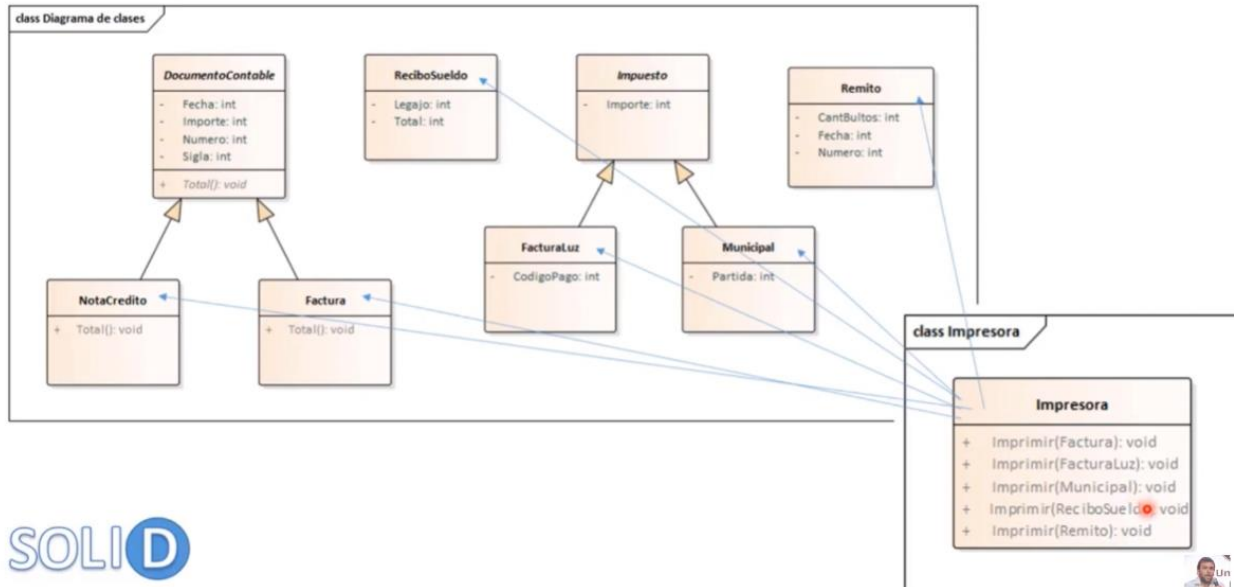 class Diagrama de clases
DocumentoContable
- Fecha: int
- Importe: int
- Numero: int
- Sigla: int
+ Total(): void
ReciboSueldo
- Legajo: int
- Total: int
Impuesto
- Importe: int
Remito
- CantBultos: int
- Fecha: int
- Numero: int
NotaCredito
+ Total(): void
Factura
+ Total(): void
FacturaLuz
- CodigoPago: int
Municipal
- Partida: int
class Impresora
Impresora
+ Imprimir(Factura): void
+ Imprimir(FacturaLuz): void
+ Imprimir(Municipal): void
+ Imprimir(ReciboSueldo): void
+ Imprimir(Remito): void
SOLID